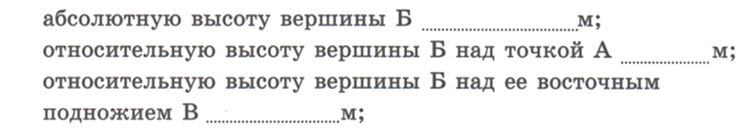 абсолютную высоту вершины Б ..................м;
относительную высоту вершины Б над точкой А ..............м;
относительную высоту вершины Б над ее восточным
подножием В ......................м;